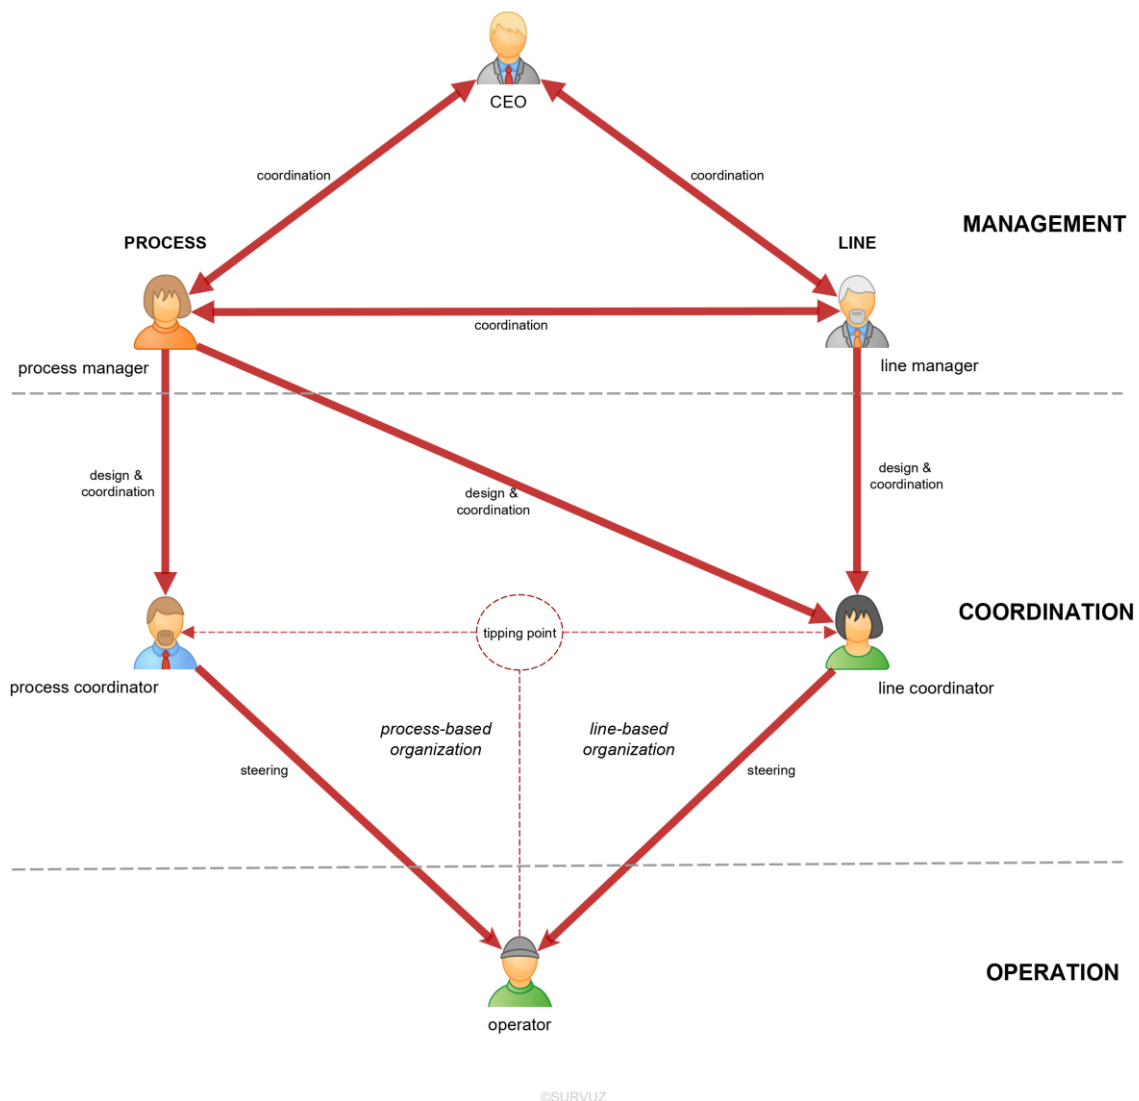 CEO
coordination
coordination
MANAGEMENT
PROCESS
LINE
coordination
process manager
line manager
design &
coordination
design &
coordination
design &
coordination
COORDINATION
tipping point
process coordinator
line coordinator
process-based
organization
line-based
organization
steering
steering
OPERATION
operator
©SURVUZ